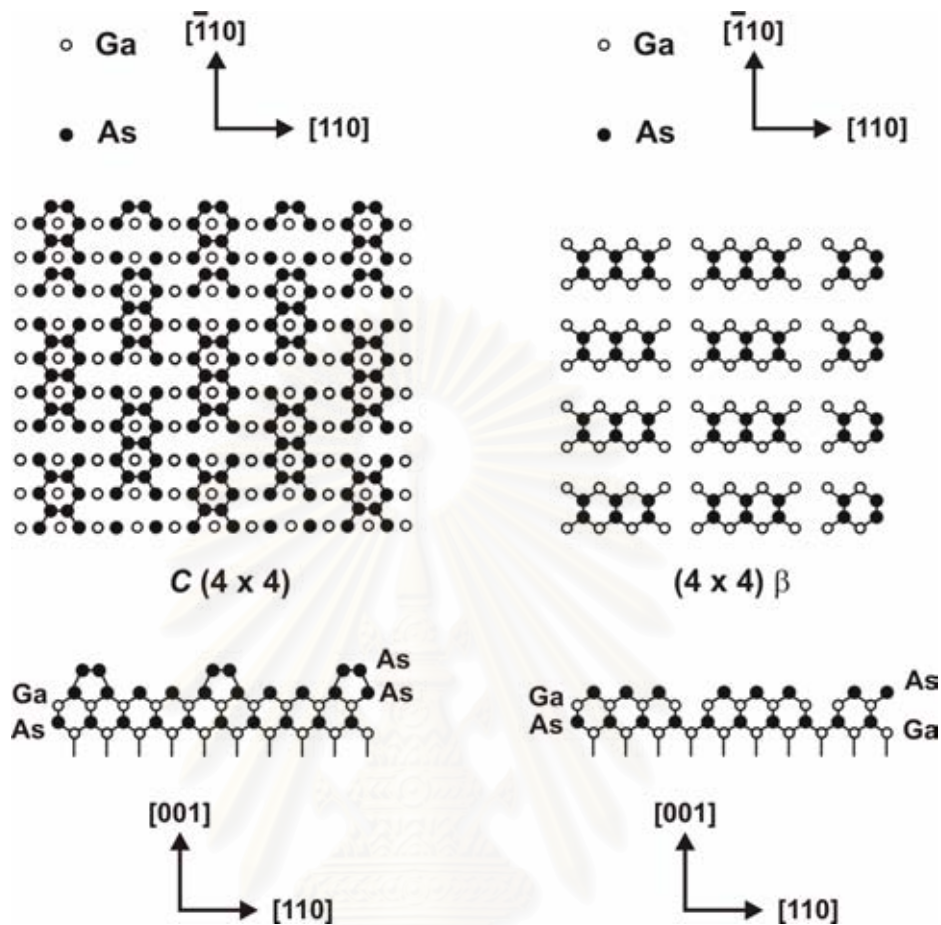 Ga
[1̄10]
As
[110]
Ga
[1̄10]
As
[110]
C (4 x 4)
(4 x 4) β
As
Ga
As
As
[001]
[110]
As
Ga
As
Ga
[001]
[110]